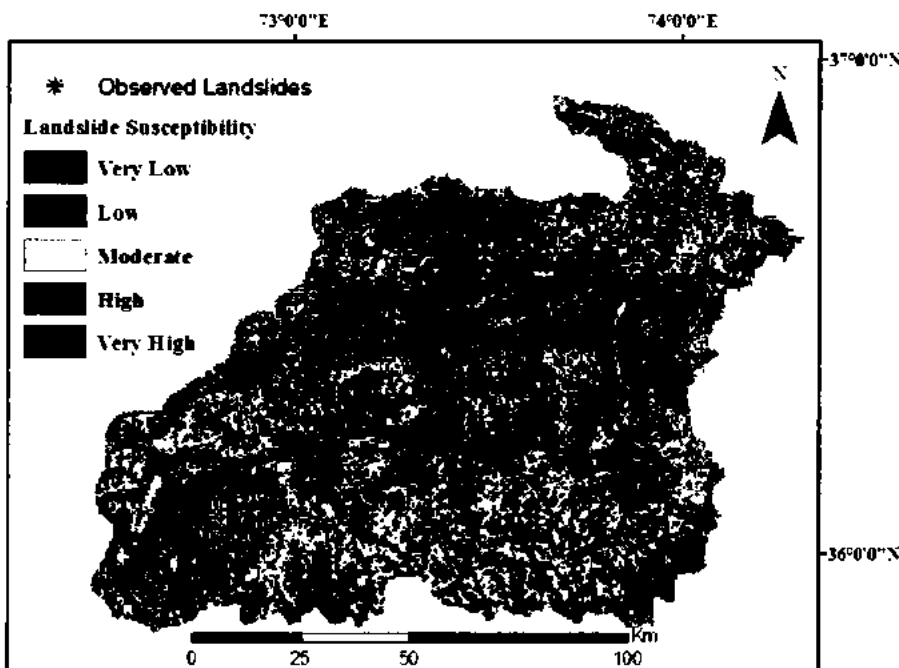 73°0'0"E 74°0'0"E
37°0'0"N
N
Observed Landslides
Landslide Susceptibility
Very Low
Low
Moderate
High
Very High
36°0'0"N
Km
0 25 50 100